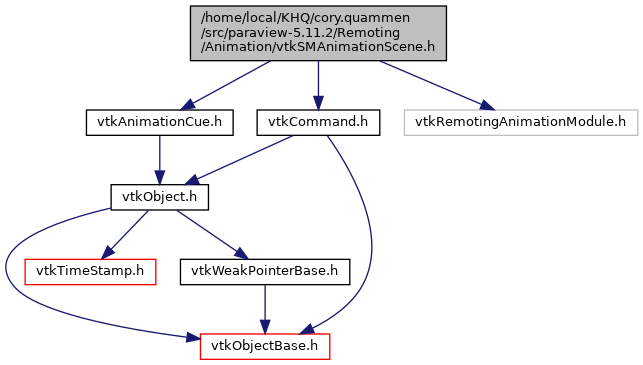 /home/local/KHQ/cory.quammen
/src/paraview-5.11.2/Remoting
/Animation/vtkSMAnimationScene.h
vtkAnimationCue.h
vtkCommand.h
vtkRemotingAnimationModule.h
vtkObject.h
vtkTimeStamp.h
vtkWeakPointerBase.h
vtkObjectBase.h